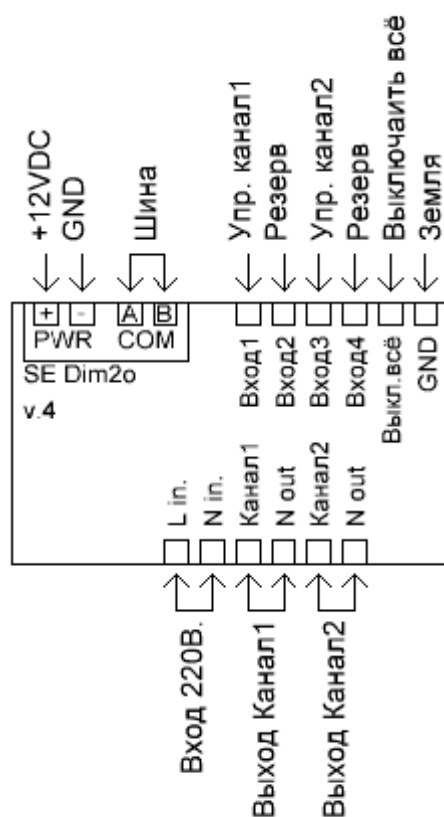 +12VDC
GND
Шина
Упр. канал1
Резерв
Упр. канал2
Резерв
Выключаить всё
Земля
+
-
A
B
PWR
COM
SE Dim2o
v.4
Вход1
Вход2
Вход3
Вход4
Выкл.всё
GND
L in.
N in.
Канал1
N out
Канал2
N out
Вход 220В.
Выход Канал1
Выход Канал2